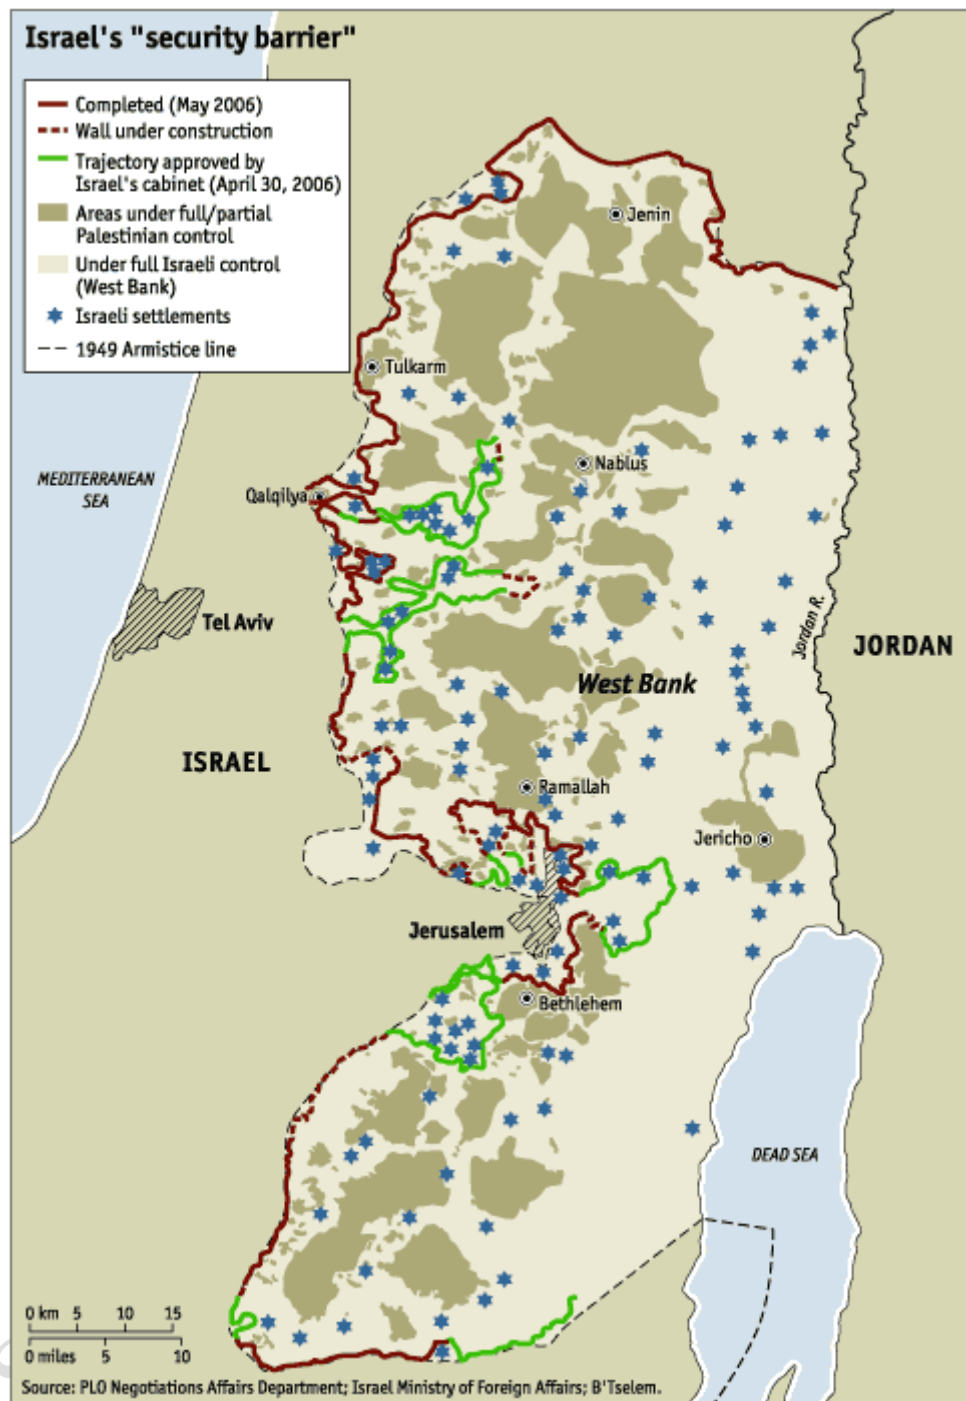 Israel's "security barrier"
Completed (May 2006)
Wall under construction
Trajectory approved by
Israel's cabinet (April 30, 2006)
Areas under full/partial
Palestinian control
Under full Israeli control
(West Bank)
Israeli settlements
1949 Armistice line
Jenin
Tulkarm
MEDITERRANEAN
SEA
Nablus
Qalqilya
Tel Aviv
Jordan R.
JORDAN
West Bank
ISRAEL
Ramallah
Jericho
Jerusalem
Bethlehem
DEAD SEA
0 km 5 10 15
0 miles 5 10
Source: PLO Negotiations Affairs Department; Israel Ministry of Foreign Affairs; B'Tselem.